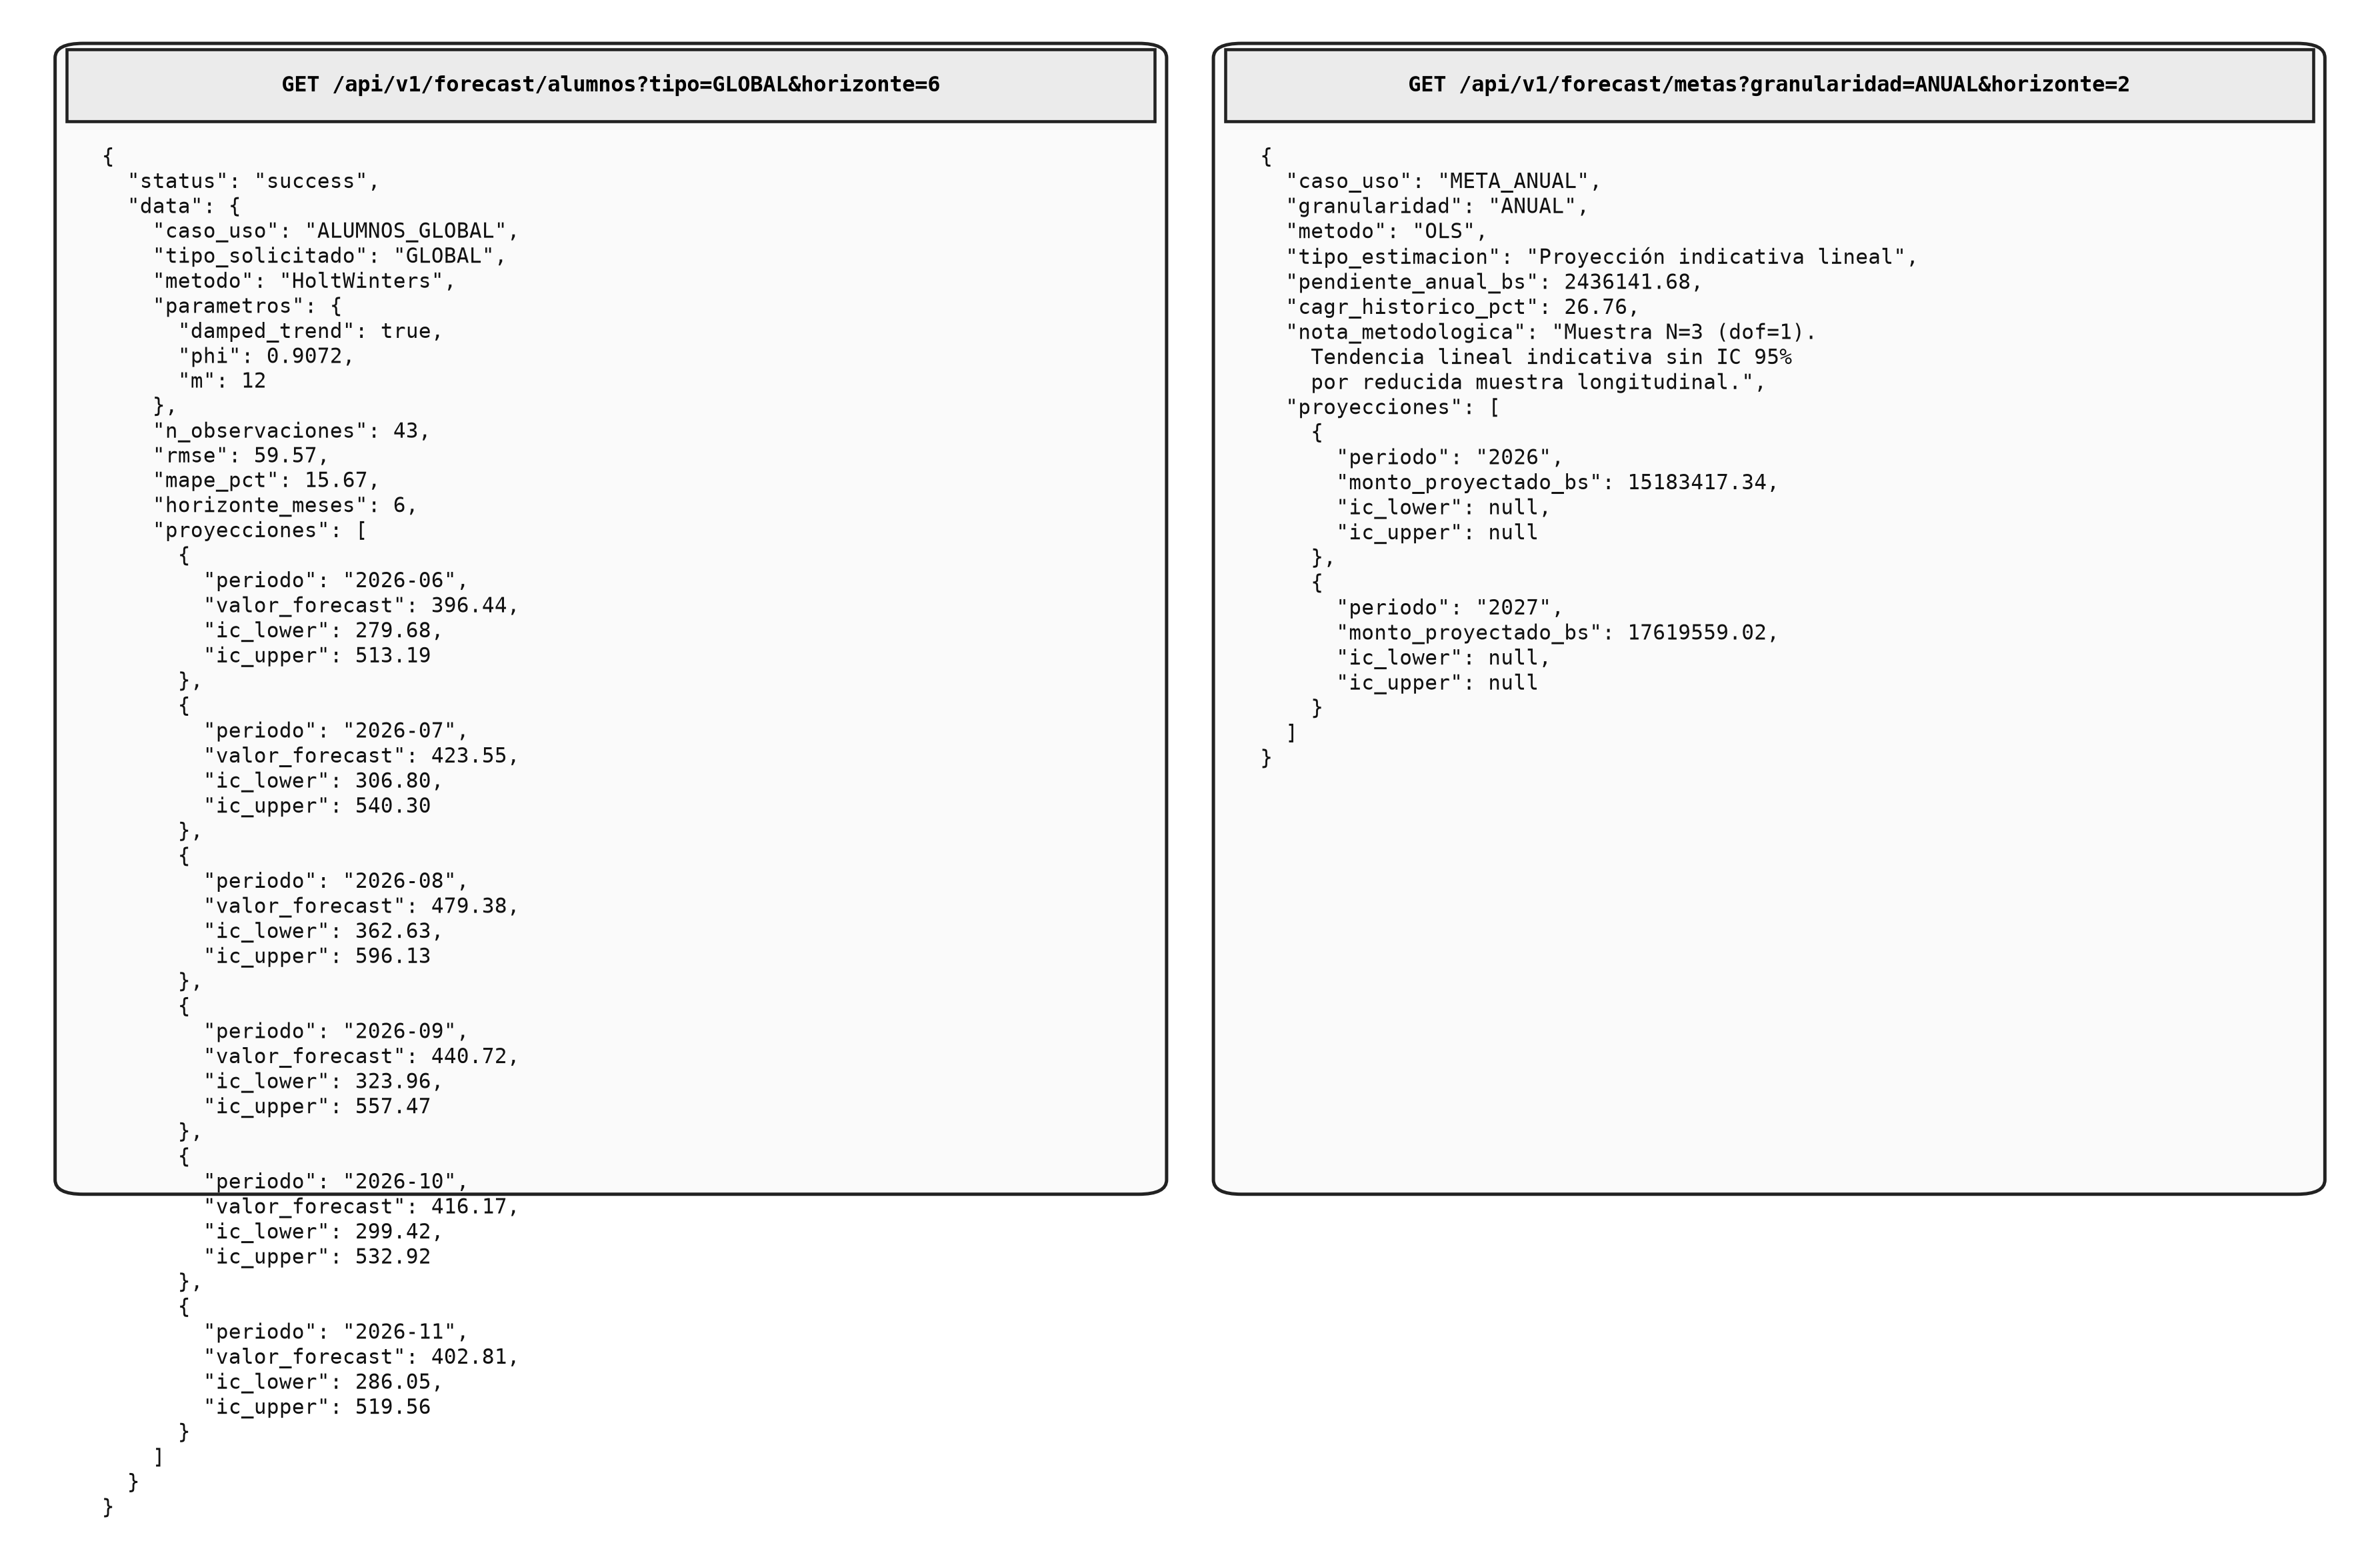 GET /api/v1/forecast/alumnos?tipo=GLOBAL&horizonte=6
{
  "status": "success",
  "data": {
    "caso_uso": "ALUMNOS_GLOBAL",
    "tipo_solicitado": "GLOBAL",
    "metodo": "HoltWinters",
    "parametros": {
      "damped_trend": true,
      "phi": 0.9072,
      "m": 12
    },
    "n_observaciones": 43,
    "rmse": 59.57,
    "mape_pct": 15.67,
    "horizonte_meses": 6,
    "proyecciones": [
      {
        "periodo": "2026-06",
        "valor_forecast": 396.44,
        "ic_lower": 279.68,
        "ic_upper": 513.19
      },
      {
        "periodo": "2026-07",
        "valor_forecast": 423.55,
        "ic_lower": 306.80,
        "ic_upper": 540.30
      },
      {
        "periodo": "2026-08",
        "valor_forecast": 479.38,
        "ic_lower": 362.63,
        "ic_upper": 596.13
      },
      {
        "periodo": "2026-09",
        "valor_forecast": 440.72,
        "ic_lower": 323.96,
        "ic_upper": 557.47
      },
      {
        "periodo": "2026-10",
        "valor_forecast": 416.17,
        "ic_lower": 299.42,
        "ic_upper": 532.92
      },
      {
        "periodo": "2026-11",
        "valor_forecast": 402.81,
        "ic_lower": 286.05,
        "ic_upper": 519.56
      }
    ]
  }
}
GET /api/v1/forecast/metas?granularidad=ANUAL&horizonte=2
{
  "caso_uso": "META_ANUAL",
  "granularidad": "ANUAL",
  "metodo": "OLS",
  "tipo_estimacion": "Proyección indicativa lineal",
  "pendiente_anual_bs": 2436141.68,
  "cagr_historico_pct": 26.76,
  "nota_metodologica": "Muestra N=3 (dof=1).
    Tendencia lineal indicativa sin IC 95%
    por reducida muestra longitudinal.",
  "proyecciones": [
    {
      "periodo": "2026",
      "monto_proyectado_bs": 15183417.34,
      "ic_lower": null,
      "ic_upper": null
    },
    {
      "periodo": "2027",
      "monto_proyectado_bs": 17619559.02,
      "ic_lower": null,
      "ic_upper": null
    }
  ]
}